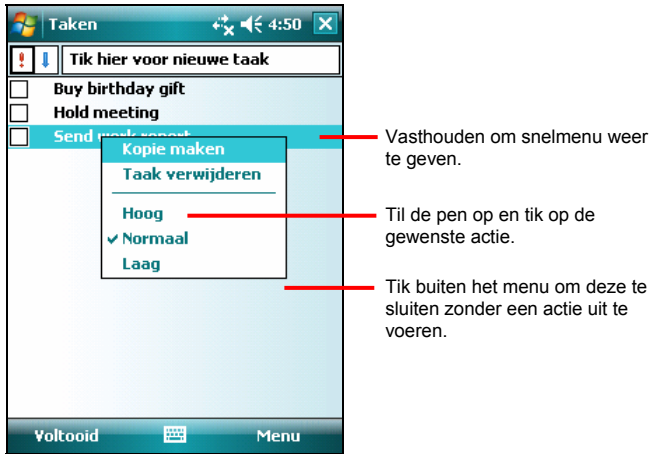 Taken 4:50
Tik hier voor nieuwe taak
Buy birthday gift
Hold meeting
Send work report
Kopie maken
Taak verwijderen
Hoog
Normaal
Laag
Voltooid Menu
Vasthouden om snelmenu weer
te geven.
Til de pen op en tik op de
gewenste actie.
Tik buiten het menu om deze te
sluiten zonder een actie uit te
voeren.